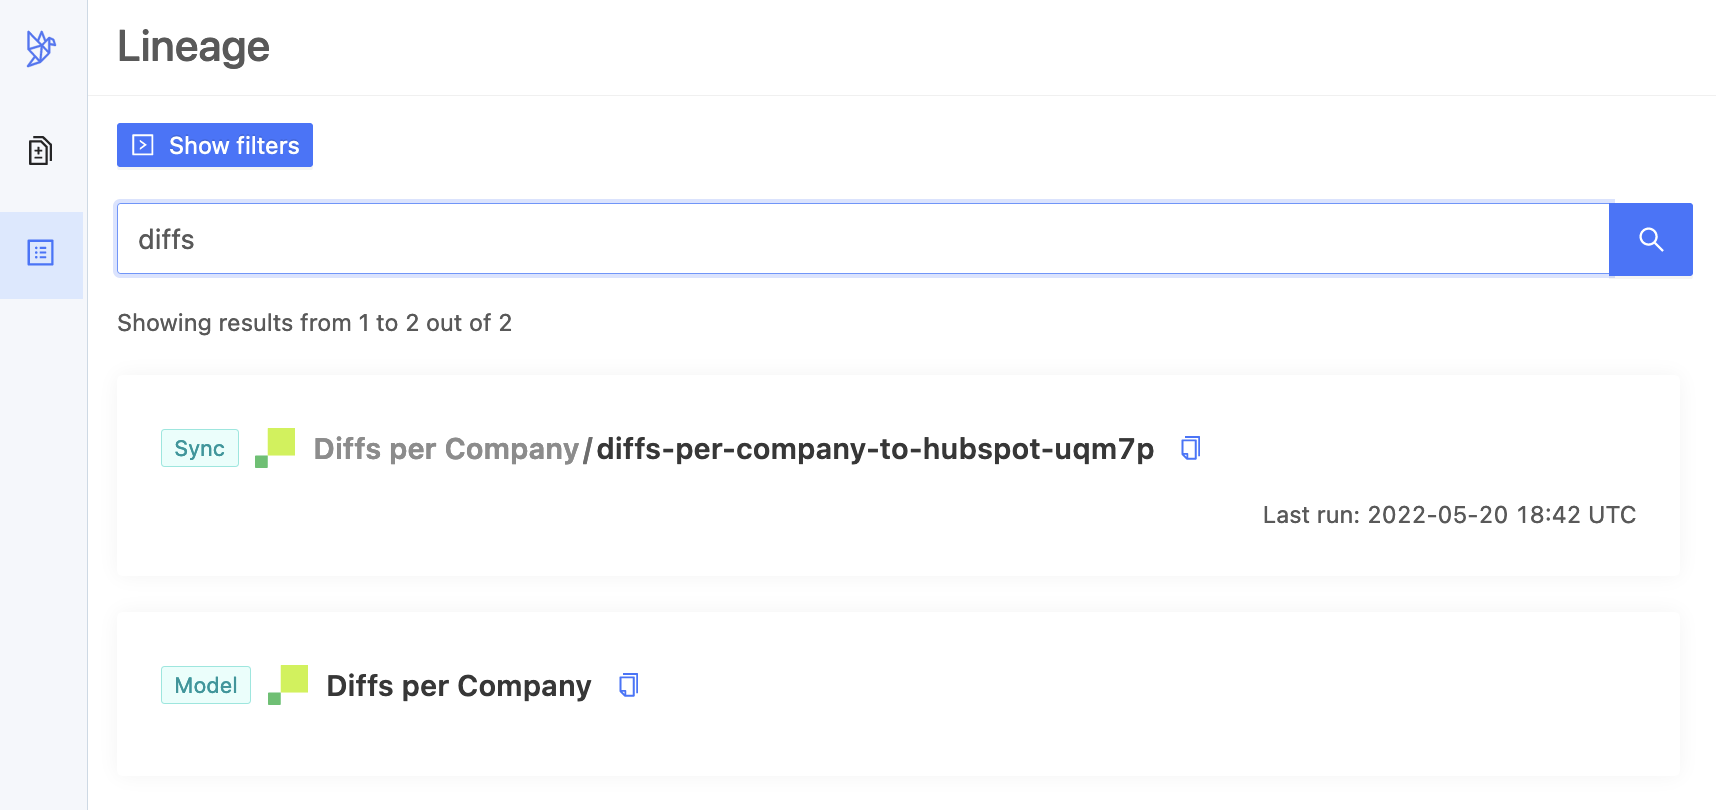 Lineage
Show filters
diffs
Showing results from 1 to 2 out of 2
Sync Diffs per Company/diffs-per-company-to-hubspot-uqm7p
Last run: 2022-05-20 18:42 UTC
Model Diffs per Company